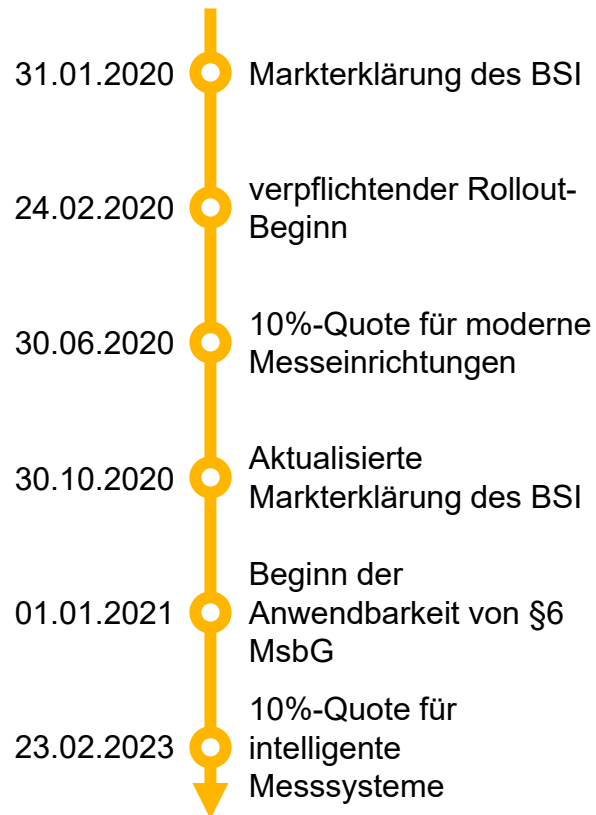 31.01.2020 Markterklärung des BSI
24.02.2020 verpflichtender Rollout-
Beginn
30.06.2020 10%-Quote für moderne
Messeinrichtungen
30.10.2020 Aktualisierte
Markterklärung des BSI
01.01.2021 Beginn der
Anwendbarkeit von §6
MsbG
23.02.2023 10%-Quote für
intelligente
Messsysteme